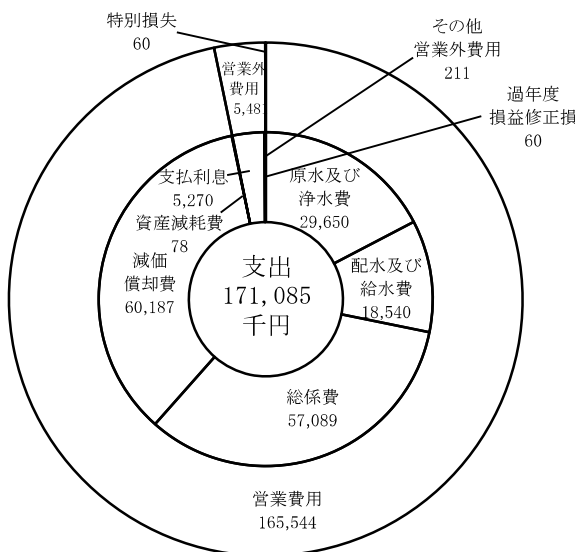 特別損失
60
その他
営業外費用
211
過年度
損益修正損
60
営業外
費用
5,481
支払利息
5,270
資産減耗費
78
減価
償却費
60,187
原水及び
浄水費
29,650
配水及び
給水費
18,540
支出
171,085
千円
総係費
57,089
営業費用
165,544